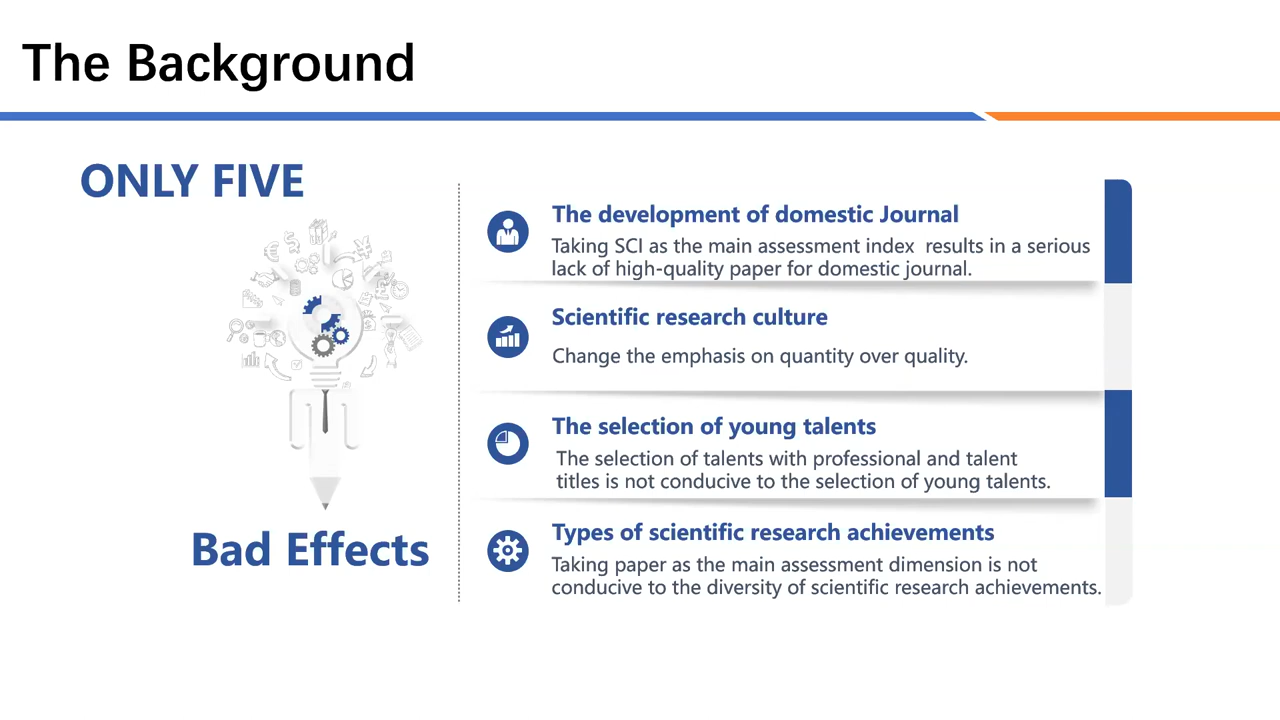 The Background
ONLY FIVE
Bad Effects
The development of domestic Journal
Taking SCI as the main assessment index results in a serious
lack of high-quality paper for domestic journal.
Scientific research culture
Change the emphasis on quantity over quality.
The selection of young talents
The selection of talents with professional and talent
titles is not conducive to the selection of young talents.
Types of scientific research achievements
Taking paper as the main assessment dimension is not
conducive to the diversity of scientific research achievements.